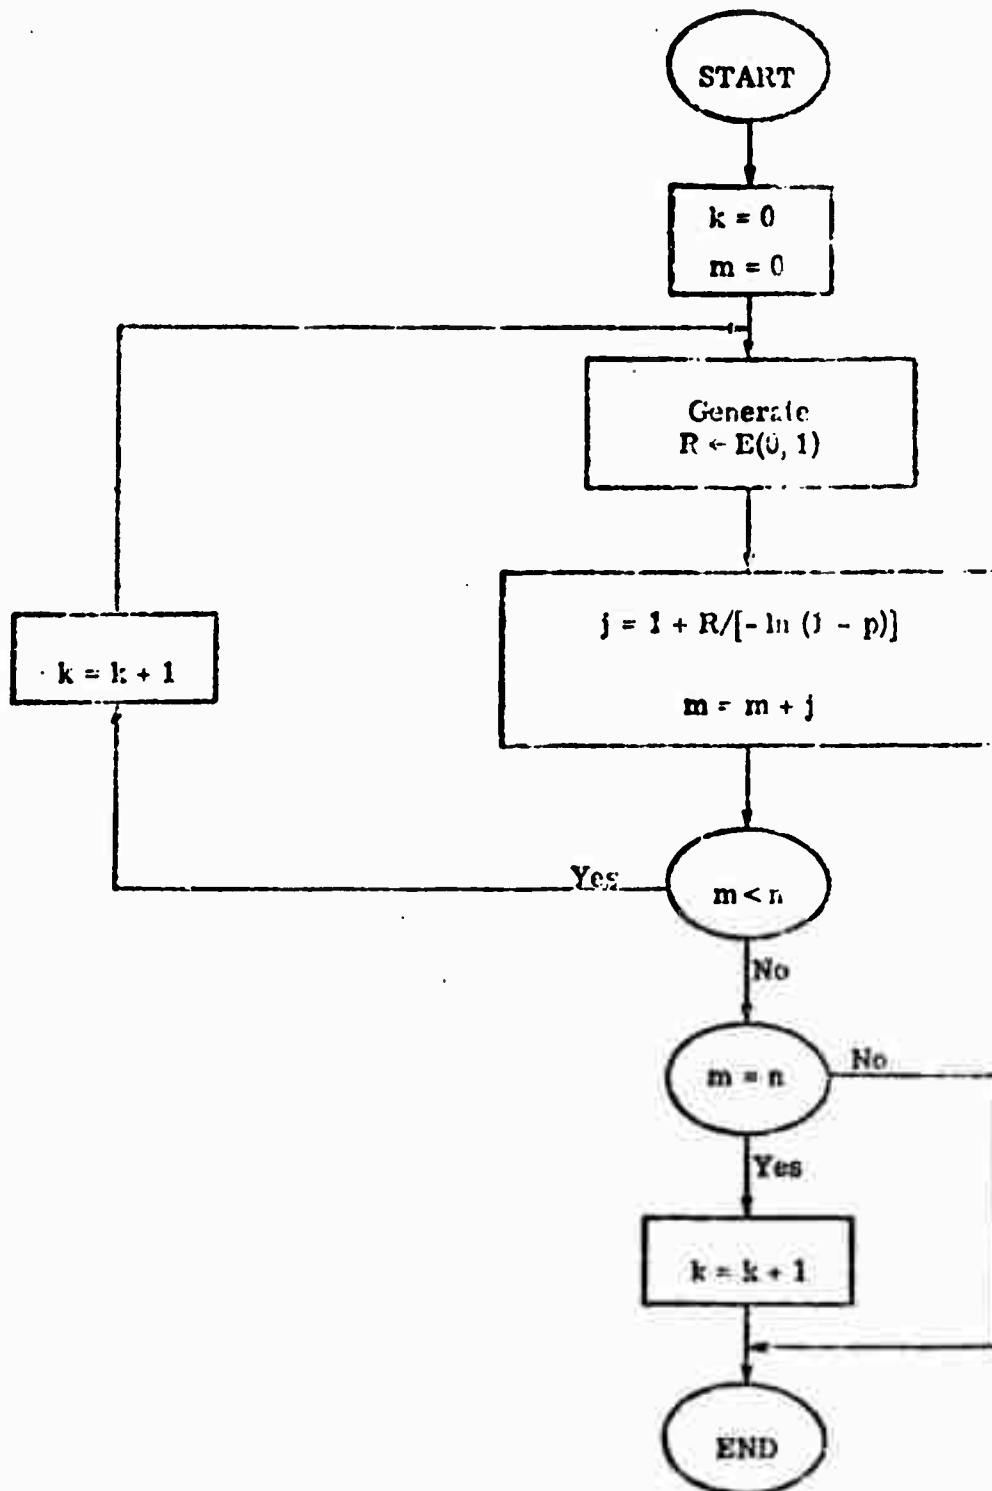 START
k = 0
m = 0
Generate
R ← E(0, 1)
j = 1 + R/[- ln (1 - p)]
m = m + j
k = k + 1
Yes
m < n
No
m = n
No
Yes
k = k + 1
END